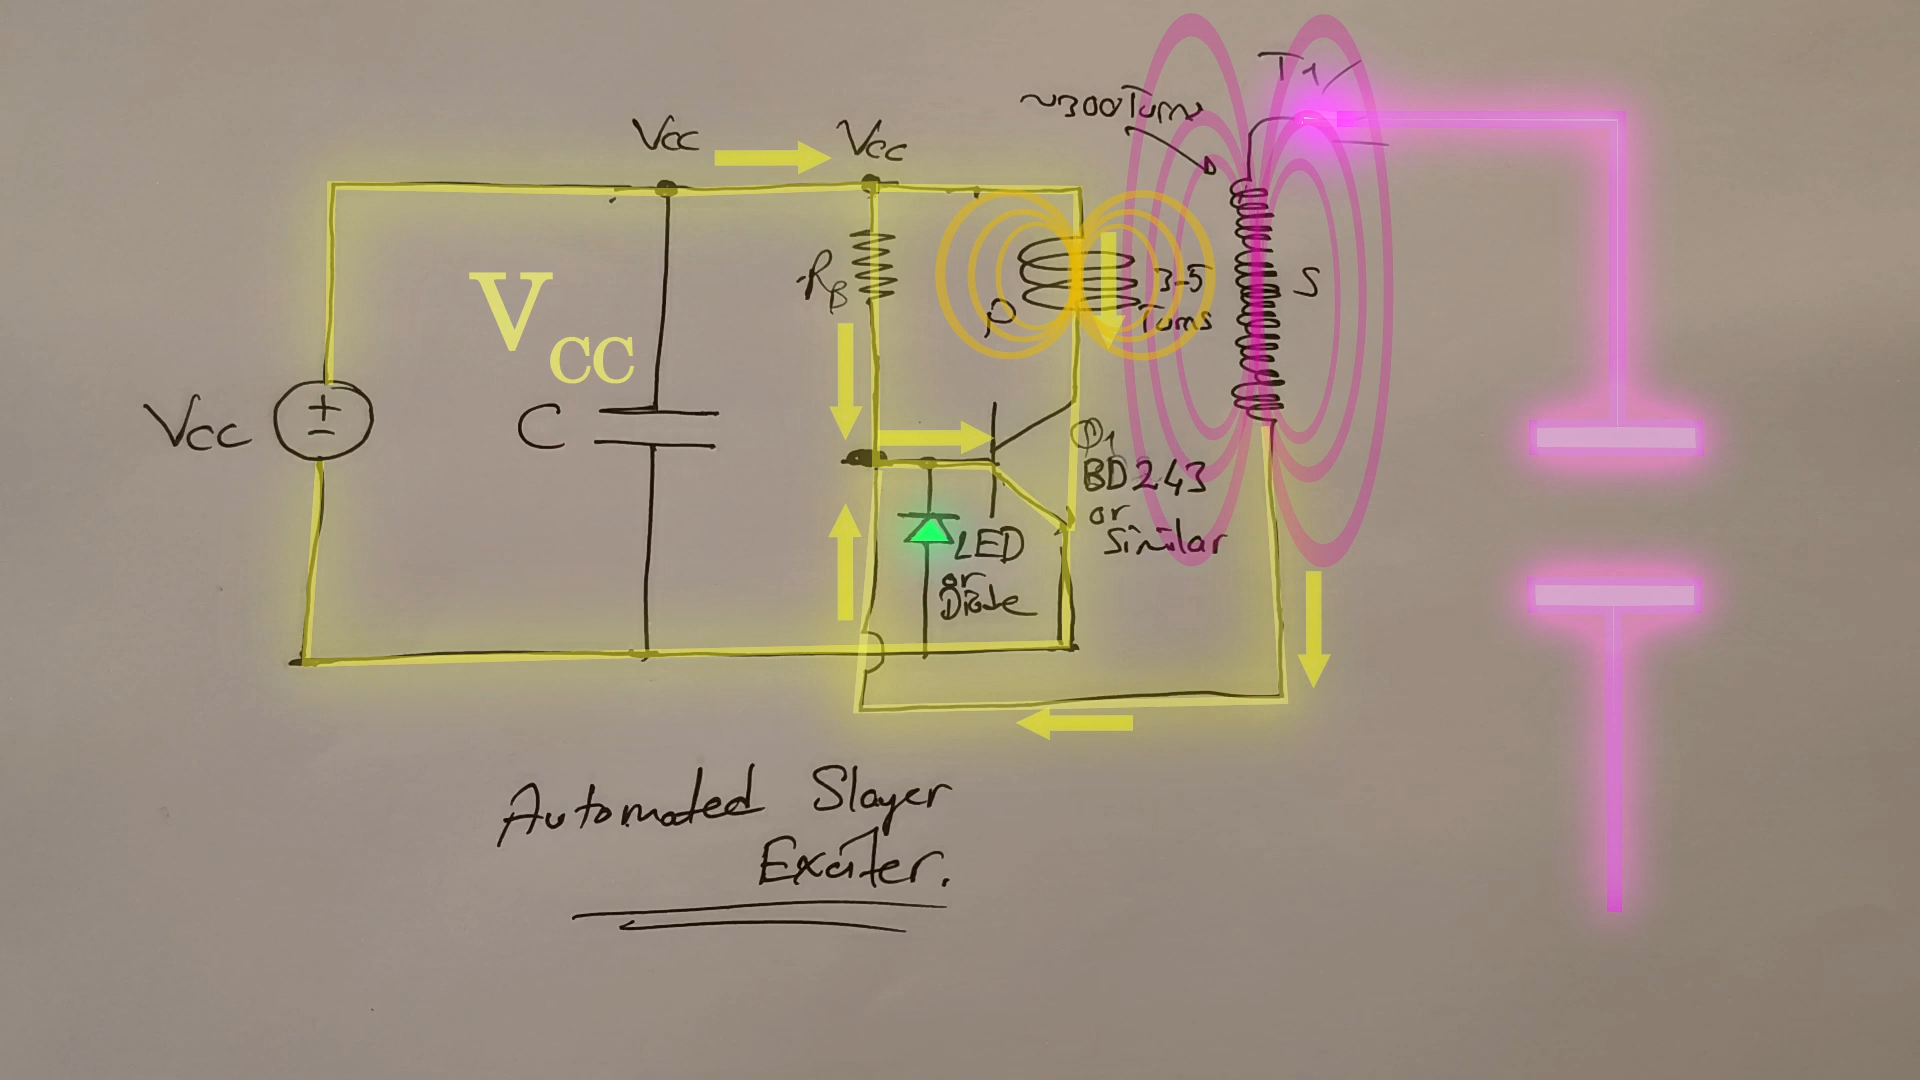 Vcc
Vcc
~300 Turns
T1
VCC
Vcc
+
-
C
RB
P
3-5
Turns
S
Q1
BD243
or
Similar
LED
or
Diode
Automated Slayer
Exciter.